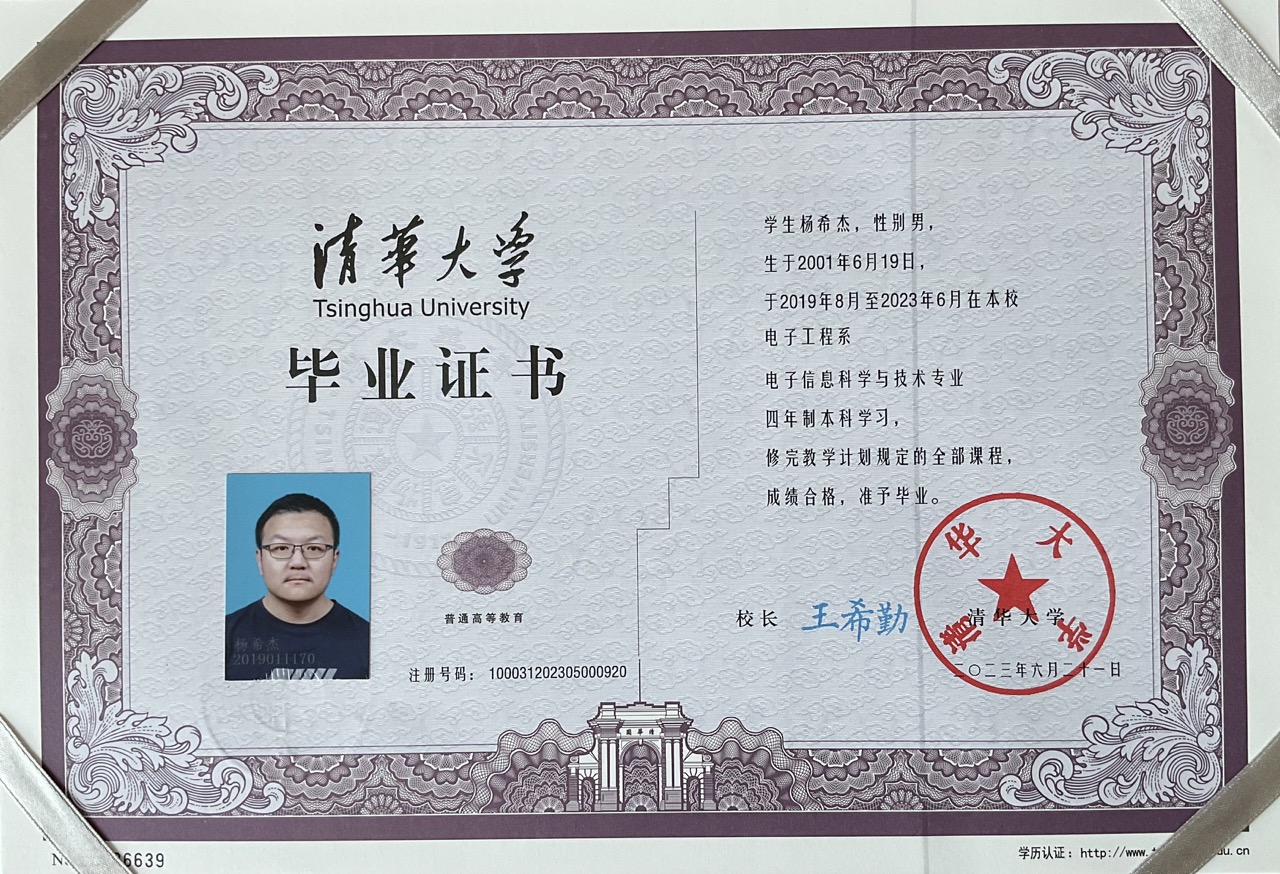 清華大学
Tsinghua University
毕业证书
杨希杰
2019011170
普通高等教育
注册号码： 100031202305000920
学生杨希杰，性别男，
生于2001年6月19日，
于2019年8月至2023年6月在本校
电子工程系
电子信息科学与技术专业
四年制本科学习，
修完教学计划规定的全部课程，
成绩合格，准予毕业。
校长 王希勤
清华大学
清华大学
二〇二三年六月二十一日
清華園
6639
学历认证：http://www.
du.cn